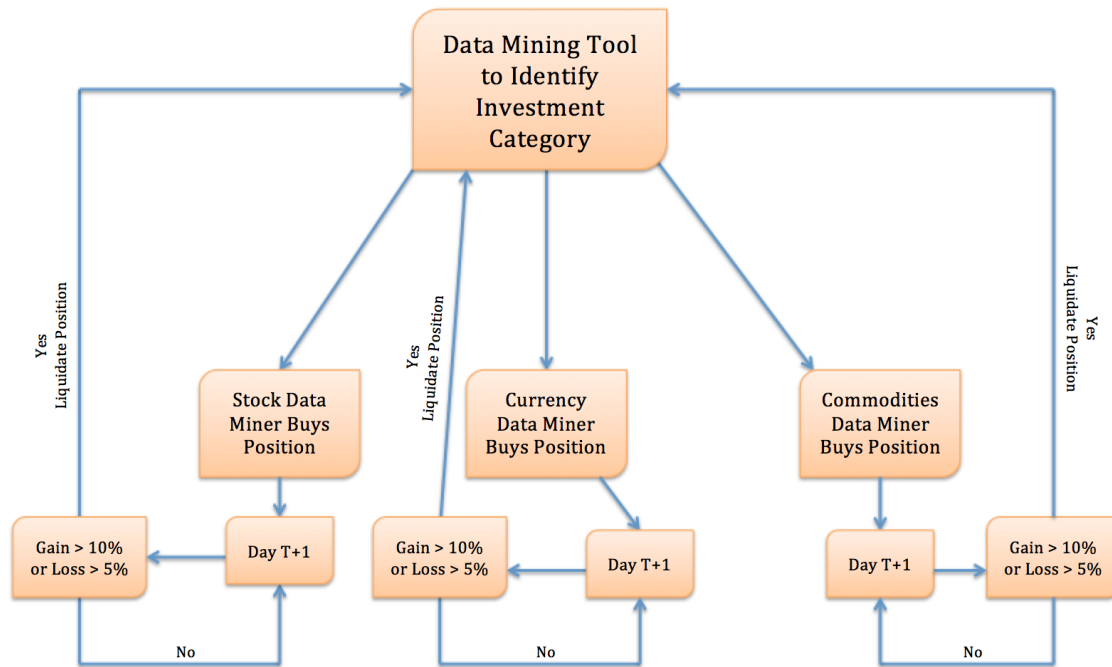 Data Mining Tool
to Identify
Investment
Category
Yes
Liquidate Position
Yes
Liquidate Position
Yes
Liquidate Position
Stock Data
Miner Buys
Position
Currency
Data Miner
Buys Position
Commodities
Data Miner
Buys Position
Gain > 10%
or Loss > 5%
Day T+1
Gain > 10%
or Loss > 5%
Day T+1
Day T+1
Gain > 10%
or Loss > 5%
No
No
No